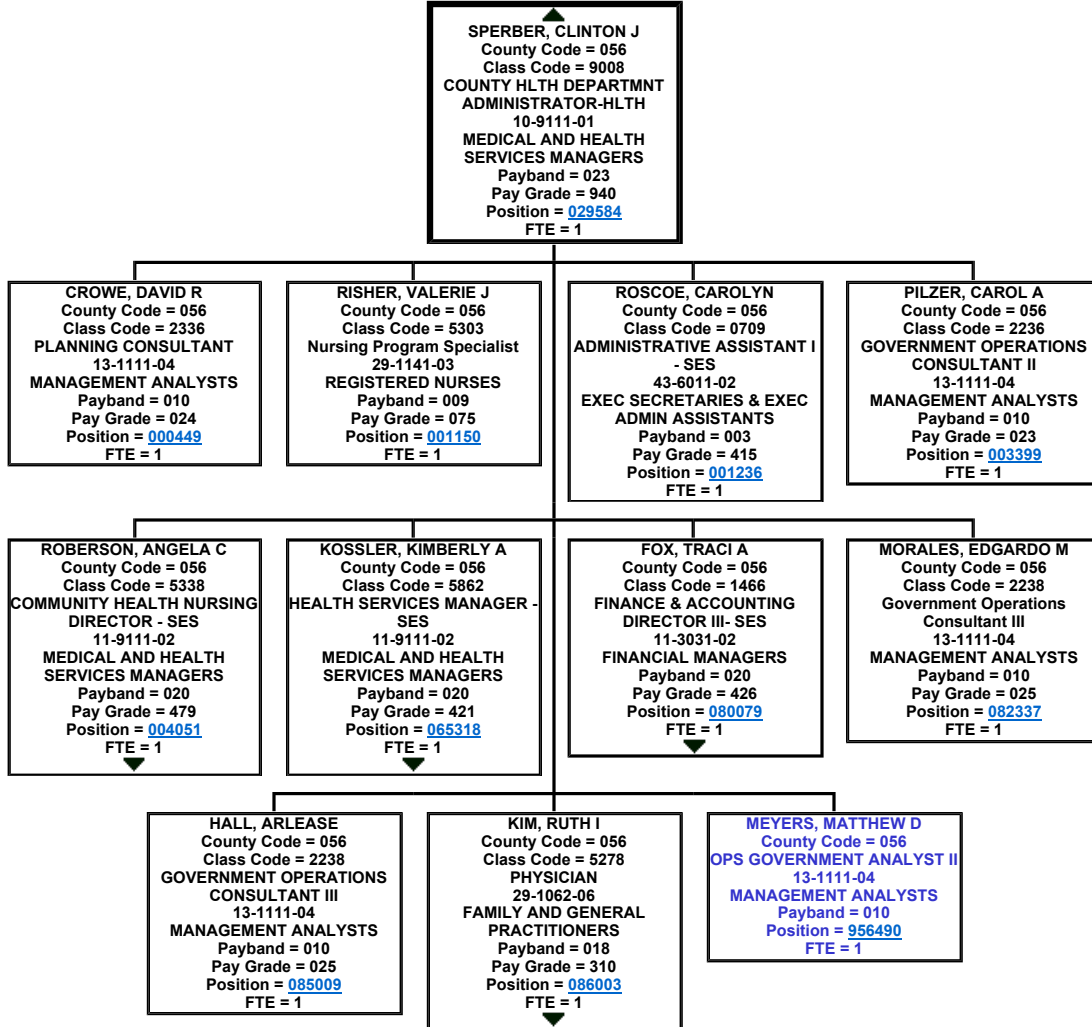 SPERBER, CLINTON J
County Code = 056
Class Code = 9008
COUNTY HLTH DEPARTMNT
ADMINISTRATOR-HLTH
10-9111-01
MEDICAL AND HEALTH
SERVICES MANAGERS
Payband = 023
Pay Grade = 940
Position = 029584
FTE = 1
CROWE, DAVID R
County Code = 056
Class Code = 2336
PLANNING CONSULTANT
13-1111-04
MANAGEMENT ANALYSTS
Payband = 010
Pay Grade = 024
Position = 000449
FTE = 1
RISHER, VALERIE J
County Code = 056
Class Code = 5303
Nursing Program Specialist
29-1141-03
REGISTERED NURSES
Payband = 009
Pay Grade = 075
Position = 001150
FTE = 1
ROSCOE, CAROLYN
County Code = 056
Class Code = 0709
ADMINISTRATIVE ASSISTANT I
- SES
43-6011-02
EXEC SECRETARIES & EXEC
ADMIN ASSISTANTS
Payband = 003
Pay Grade = 415
Position = 001236
FTE = 1
PILZER, CAROL A
County Code = 056
Class Code = 2236
GOVERNMENT OPERATIONS
CONSULTANT II
13-1111-04
MANAGEMENT ANALYSTS
Payband = 010
Pay Grade = 023
Position = 003399
FTE = 1
ROBERSON, ANGELA C
County Code = 056
Class Code = 5338
COMMUNITY HEALTH NURSING
DIRECTOR - SES
11-9111-02
MEDICAL AND HEALTH
SERVICES MANAGERS
Payband = 020
Pay Grade = 479
Position = 004051
FTE = 1
KOSSLER, KIMBERLY A
County Code = 056
Class Code = 5862
HEALTH SERVICES MANAGER -
SES
11-9111-02
MEDICAL AND HEALTH
SERVICES MANAGERS
Payband = 020
Pay Grade = 421
Position = 065318
FTE = 1
FOX, TRACI A
County Code = 056
Class Code = 1466
FINANCE & ACCOUNTING
DIRECTOR III- SES
11-3031-02
FINANCIAL MANAGERS
Payband = 020
Pay Grade = 426
Position = 080079
FTE = 1
MORALES, EDGARDO M
County Code = 056
Class Code = 2238
Government Operations
Consultant III
13-1111-04
MANAGEMENT ANALYSTS
Payband = 010
Pay Grade = 025
Position = 082337
FTE = 1
HALL, ARLEASE
County Code = 056
Class Code = 2238
GOVERNMENT OPERATIONS
CONSULTANT III
13-1111-04
MANAGEMENT ANALYSTS
Payband = 010
Pay Grade = 025
Position = 085009
FTE = 1
KIM, RUTH I
County Code = 056
Class Code = 5278
PHYSICIAN
29-1062-06
FAMILY AND GENERAL
PRACTITIONERS
Payband = 018
Pay Grade = 310
Position = 086003
FTE = 1
MEYERS, MATTHEW D
County Code = 056
OPS GOVERNMENT ANALYST II
13-1111-04
MANAGEMENT ANALYSTS
Payband = 010
Position = 956490
FTE = 1